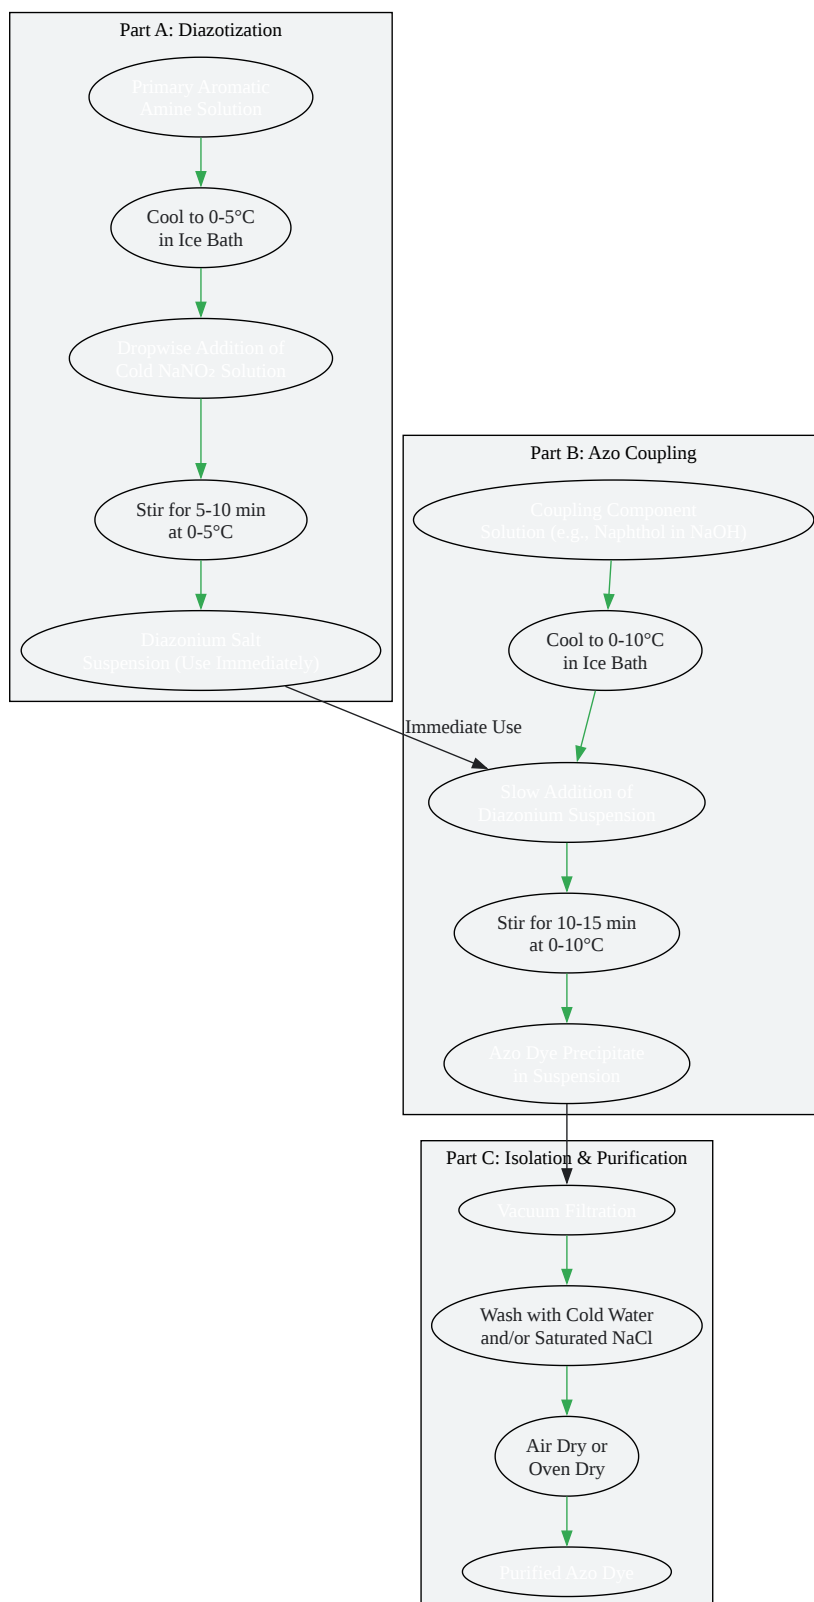 Part A: Diazotization
Primary Aromatic
Amine Solution
Cool to 0-5°C
in Ice Bath
Dropwise Addition of
Cold NaNO₂ Solution
Stir for 5-10 min
at 0-5°C
Diazonium Salt
Suspension (Use Immediately)
Immediate Use
Part B: Azo Coupling
Coupling Component
Solution (e.g., Naphthol in NaOH)
Cool to 0-10°C
in Ice Bath
Slow Addition of
Diazonium Suspension
Stir for 10-15 min
at 0-10°C
Azo Dye Precipitate
in Suspension
Part C: Isolation & Purification
Vacuum Filtration
Wash with Cold Water
and/or Saturated NaCl
Air Dry or
Oven Dry
Purified Azo Dye